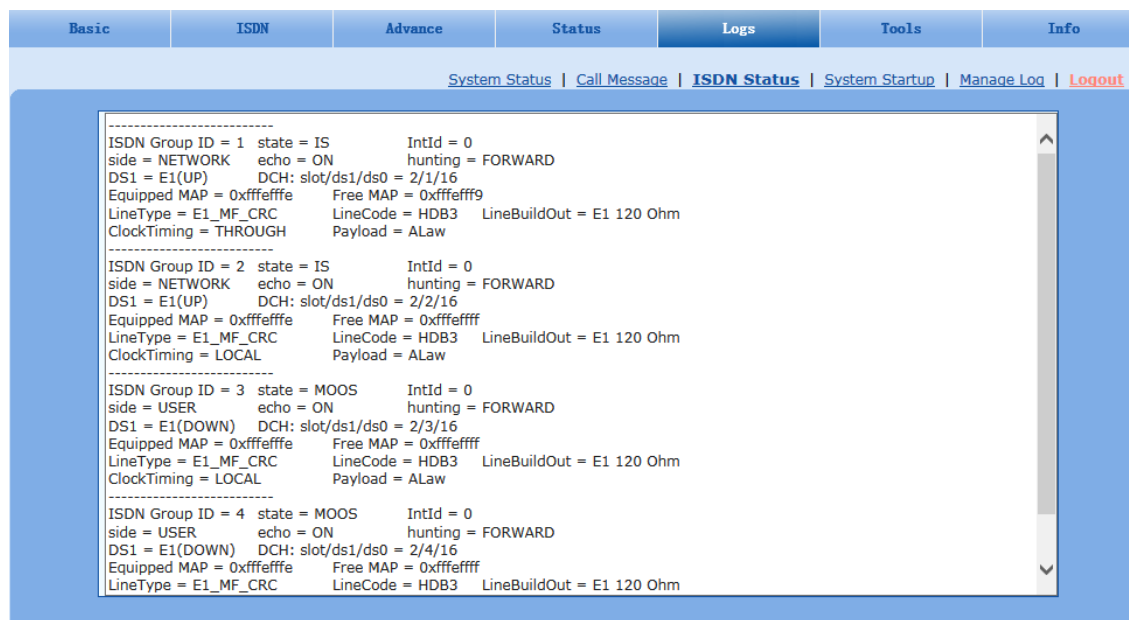 Basic ISDN Advance Status Logs Tools Info
System Status | Call Message | ISDN Status | System Startup | Manage Log | Logout
--------------------------
ISDN Group ID = 1 state = IS IntId = 0
side = NETWORK echo = ON hunting = FORWARD
DS1 = E1(UP) DCH: slot/ds1/ds0 = 2/1/16
Equipped MAP = 0xfffefffe Free MAP = 0xfffefff9
LineType = E1_MF_CRC LineCode = HDB3 LineBuildOut = E1 120 Ohm
ClockTiming = THROUGH Payload = ALaw
--------------------------
ISDN Group ID = 2 state = IS IntId = 0
side = NETWORK echo = ON hunting = FORWARD
DS1 = E1(UP) DCH: slot/ds1/ds0 = 2/2/16
Equipped MAP = 0xfffefffe Free MAP = 0xfffeffff
LineType = E1_MF_CRC LineCode = HDB3 LineBuildOut = E1 120 Ohm
ClockTiming = LOCAL Payload = ALaw
--------------------------
ISDN Group ID = 3 state = MOOS IntId = 0
side = USER echo = ON hunting = FORWARD
DS1 = E1(DOWN) DCH: slot/ds1/ds0 = 2/3/16
Equipped MAP = 0xfffefffe Free MAP = 0xfffeffff
LineType = E1_MF_CRC LineCode = HDB3 LineBuildOut = E1 120 Ohm
ClockTiming = LOCAL Payload = ALaw
--------------------------
ISDN Group ID = 4 state = MOOS IntId = 0
side = USER echo = ON hunting = FORWARD
DS1 = E1(DOWN) DCH: slot/ds1/ds0 = 2/4/16
Equipped MAP = 0xfffefffe Free MAP = 0xfffeffff
LineType = E1_MF_CRC LineCode = HDB3 LineBuildOut = E1 120 Ohm